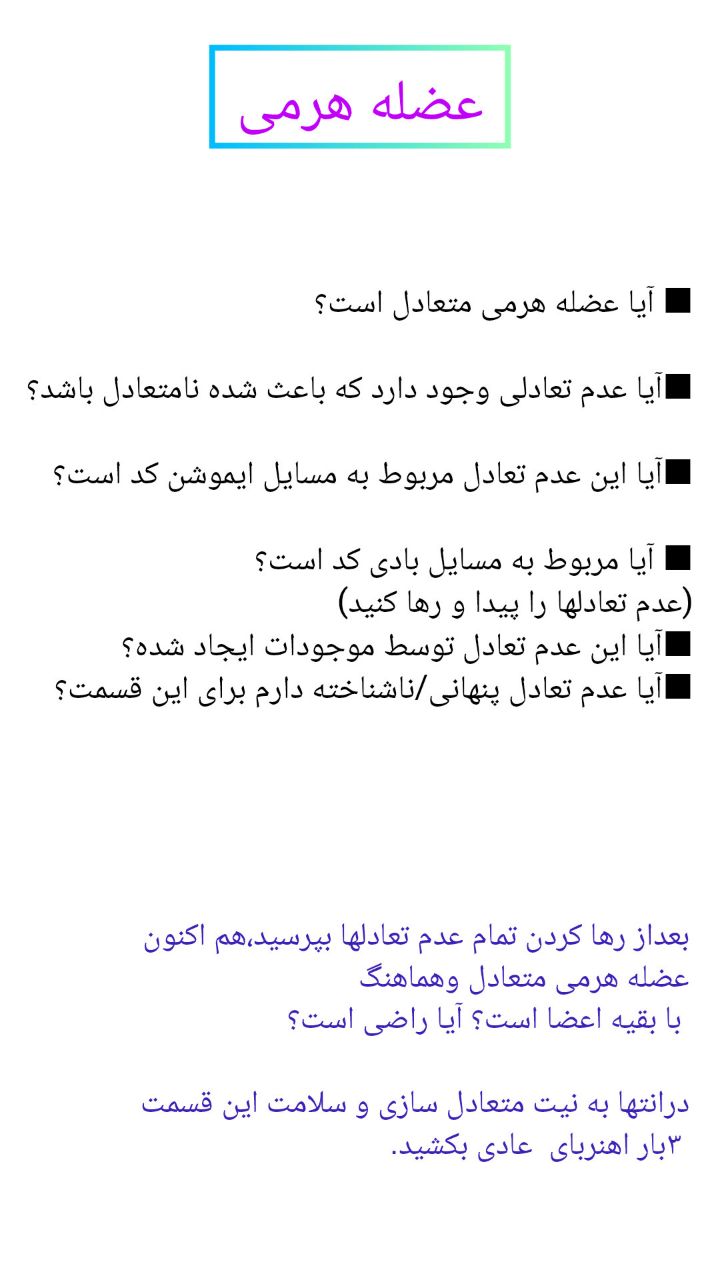 عضله هرمی
■ آیا عضله هرمی متعادل است؟
■آیا عدم تعادلی وجود دارد که باعث شده نامتعادل باشد؟
■آیا این عدم تعادل مربوط به مسایل ایموشن کد است؟
■ آیا مربوط به مسایل بادی کد است؟
(عدم تعادلها را پیدا و رها کنید)
■آیا این عدم تعادل توسط موجودات ایجاد شده؟
■آیا عدم تعادل پنهانی/ناشناخته دارم برای این قسمت؟
بعداز رها کردن تمام عدم تعادلها بپرسید،هم اکنون
عضله هرمی متعادل وهماهنگ
با بقیه اعضا است؟ آیا راضی است؟
درانتها به نیت متعادل سازی و سلامت این قسمت
۳بار اهنربای عادی بکشید.